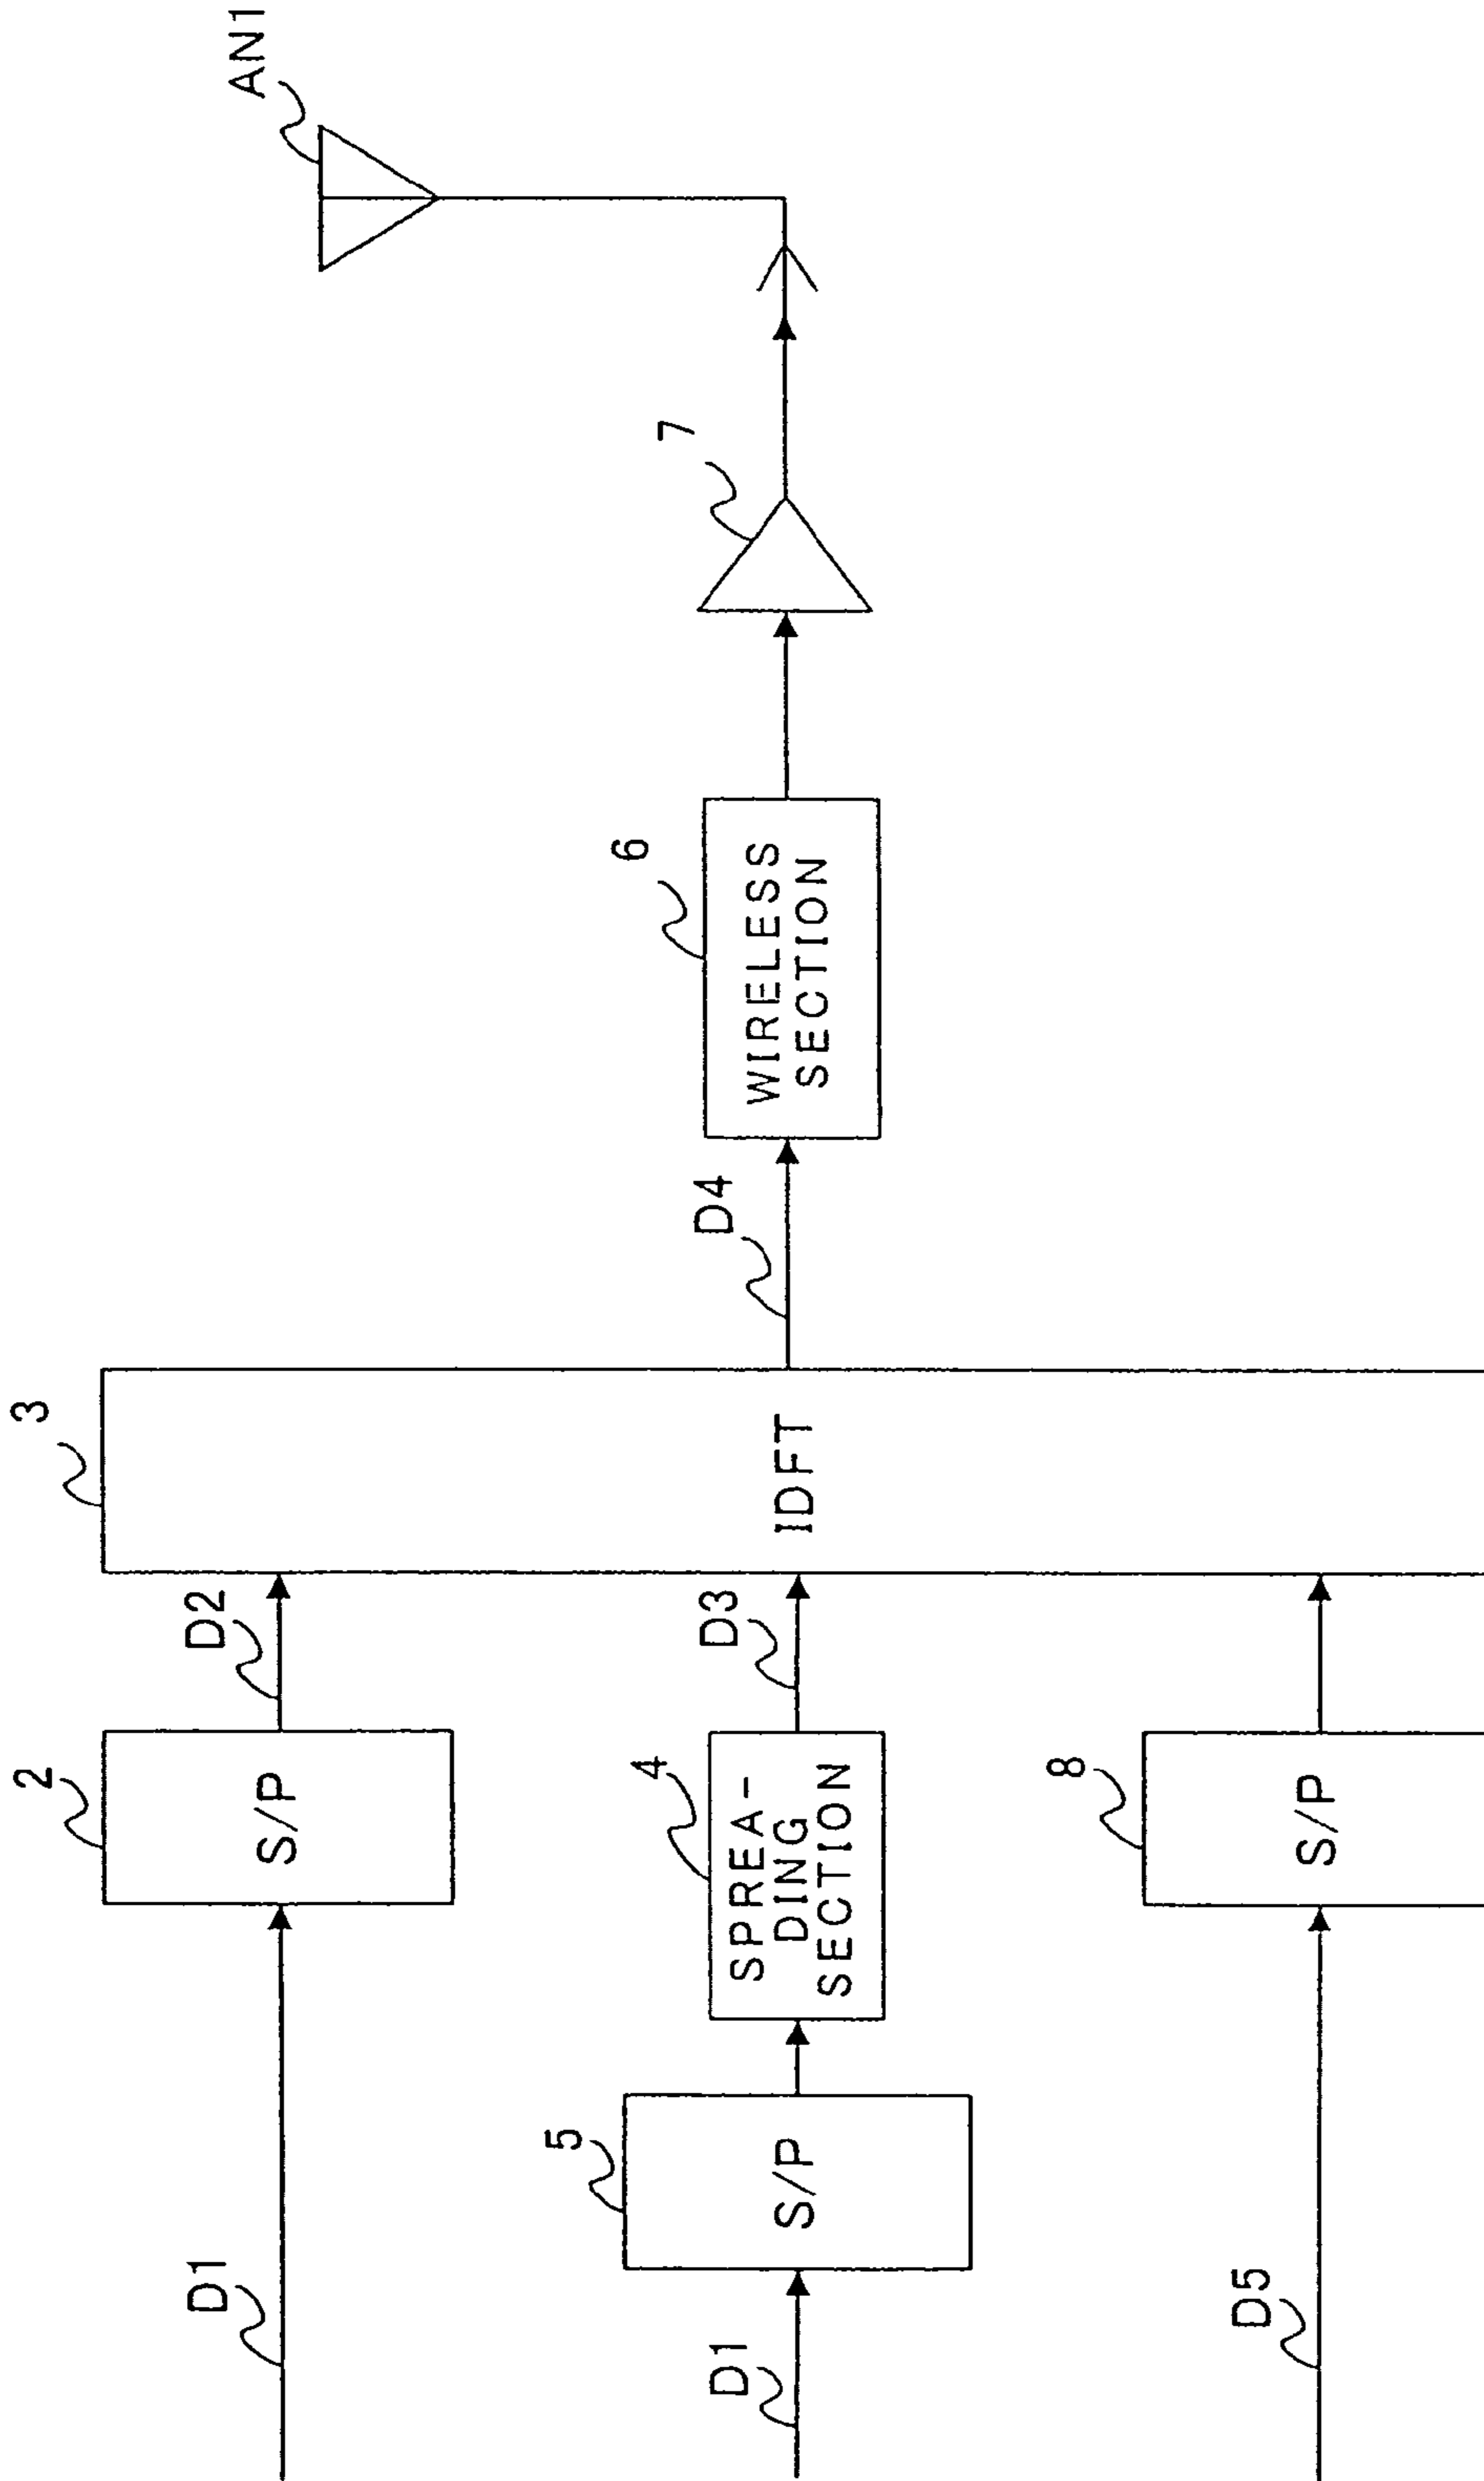 AN1
7
6
WIRELESS
SECTION
D4
3
IDFT
D2
D3
2
S/P
4
SPREA-
DING
SECTION
8
S/P
5
S/P
D1
D1
D5